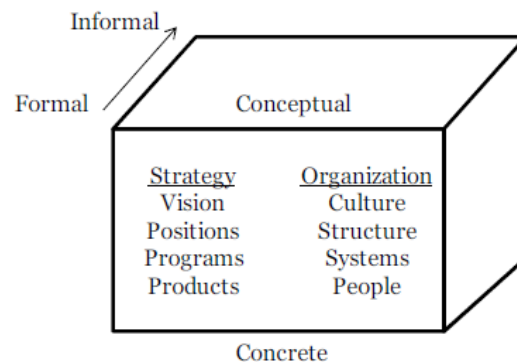 Informal
Formal
Conceptual
Strategy Organization
Vision Culture
Positions Structure
Programs Systems
Products People
Concrete